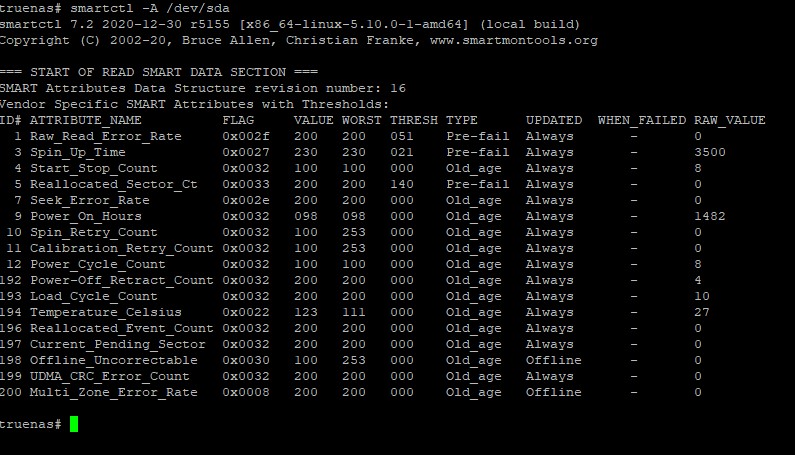 truenas# smartctl -A /dev/sda
smartctl 7.2 2020-12-30 r5155 [x86_64-linux-5.10.0-1-amd64] (local build)
Copyright (C) 2002-20, Bruce Allen, Christian Franke, www.smartmontools.org
=== START OF READ SMART DATA SECTION ===
SMART Attributes Data Structure revision number: 16
Vendor Specific SMART Attributes with Thresholds:
ID# ATTRIBUTE_NAME FLAG VALUE WORST THRESH TYPE UPDATED WHEN_FAILED RAW_VALUE
1 Raw_Read_Error_Rate 0x002f 200 200 051 Pre-fail Always - 0
3 Spin_Up_Time 0x0027 230 230 021 Pre-fail Always - 3500
4 Start_Stop_Count 0x0032 100 100 000 Old_age Always - 8
5 Reallocated_Sector_Ct 0x0033 200 200 140 Pre-fail Always - 0
7 Seek_Error_Rate 0x002e 200 200 000 Old_age Always - 0
9 Power_On_Hours 0x0032 098 098 000 Old_age Always - 1482
10 Spin_Retry_Count 0x0032 100 253 000 Old_age Always - 0
11 Calibration_Retry_Count 0x0032 100 253 000 Old_age Always - 0
12 Power_Cycle_Count 0x0032 100 100 000 Old_age Always - 8
192 Power-Off_Retract_Count 0x0032 200 200 000 Old_age Always - 4
193 Load_Cycle_Count 0x0032 200 200 000 Old_age Always - 10
194 Temperature_Celsius 0x0022 123 111 000 Old_age Always - 27
196 Reallocated_Event_Count 0x0032 200 200 000 Old_age Always - 0
197 Current_Pending_Sector 0x0032 200 200 000 Old_age Always - 0
198 Offline_Uncorrectable 0x0030 100 253 000 Old_age Offline - 0
199 UDMA_CRC_Error_Count 0x0032 200 200 000 Old_age Always - 0
200 Multi_Zone_Error_Rate 0x0008 200 200 000 Old_age Offline - 0
truenas#